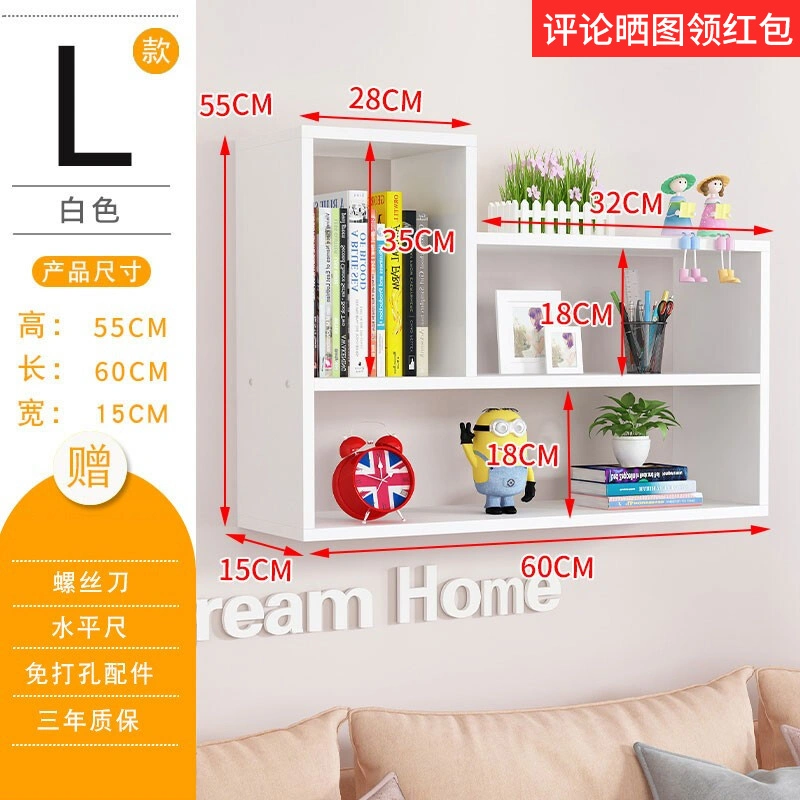 评论晒图领红包
L
款
白色
产品尺寸
高： 55CM
长： 60CM
宽： 15CM
赠
螺丝刀
水平尺
免打孔配件
三年质保
55CM
28CM
35CM
32CM
18CM
18CM
15CM
60CM
ream Home